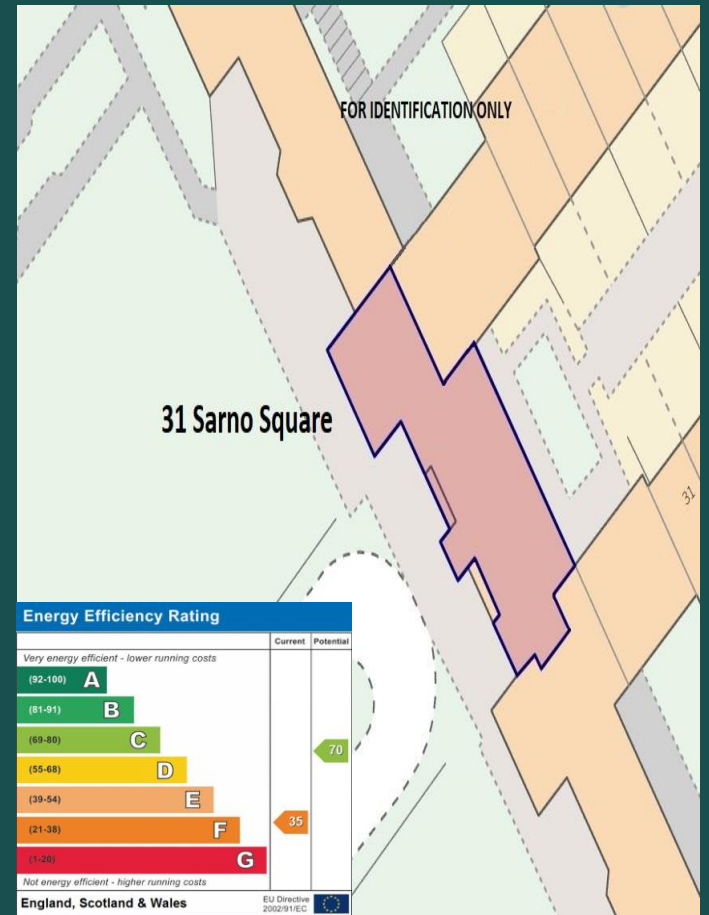 FOR IDENTIFICATION ONLY
31 Sarno Square
31
Energy Efficiency Rating
Current Potential
Very energy efficient - lower running costs
(92-100) A
(81-91) B
(69-80) C
70
(55-68) D
(39-54) E
(21-38) F 35
(1-20) G
Not energy efficient - higher running costs
England, Scotland & Wales EU Directive
2002/91/EC